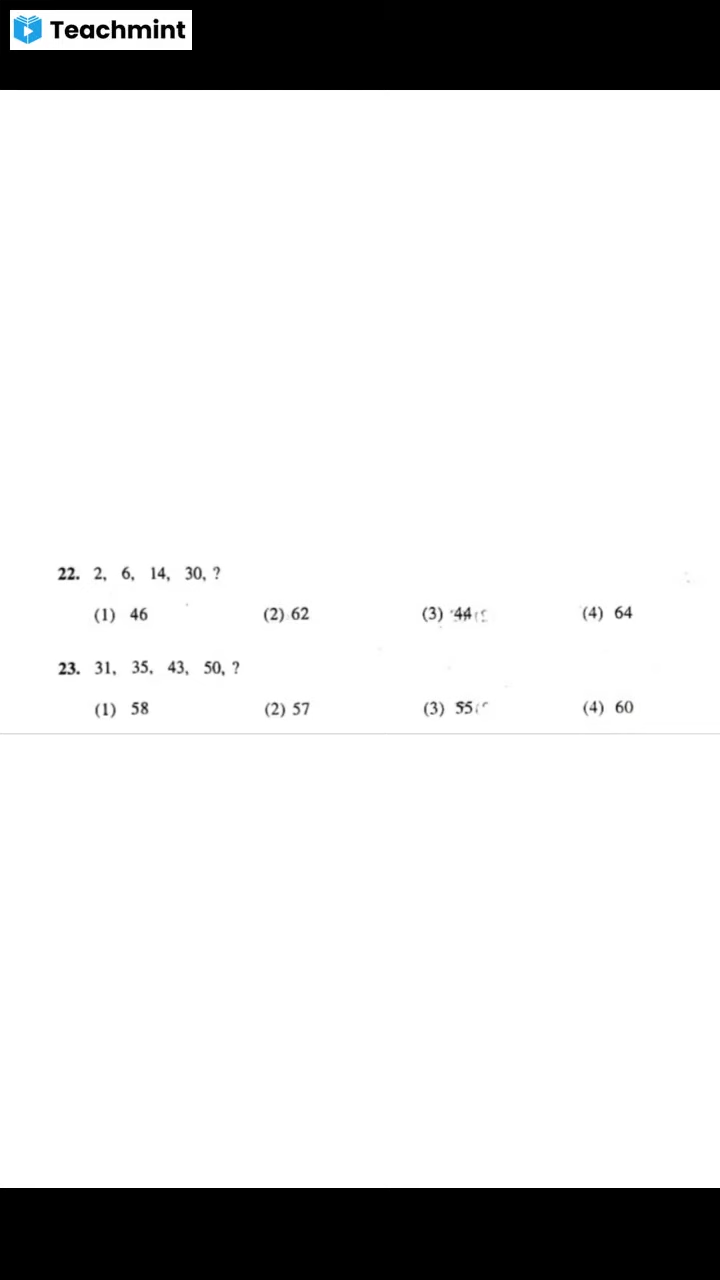 Teachmint
22. 2, 6, 14, 30, ?
(1) 46 (2) 62 (3) 44 (4) 64
23. 31, 35, 43, 50, ?
(1) 58 (2) 57 (3) 55 (4) 60